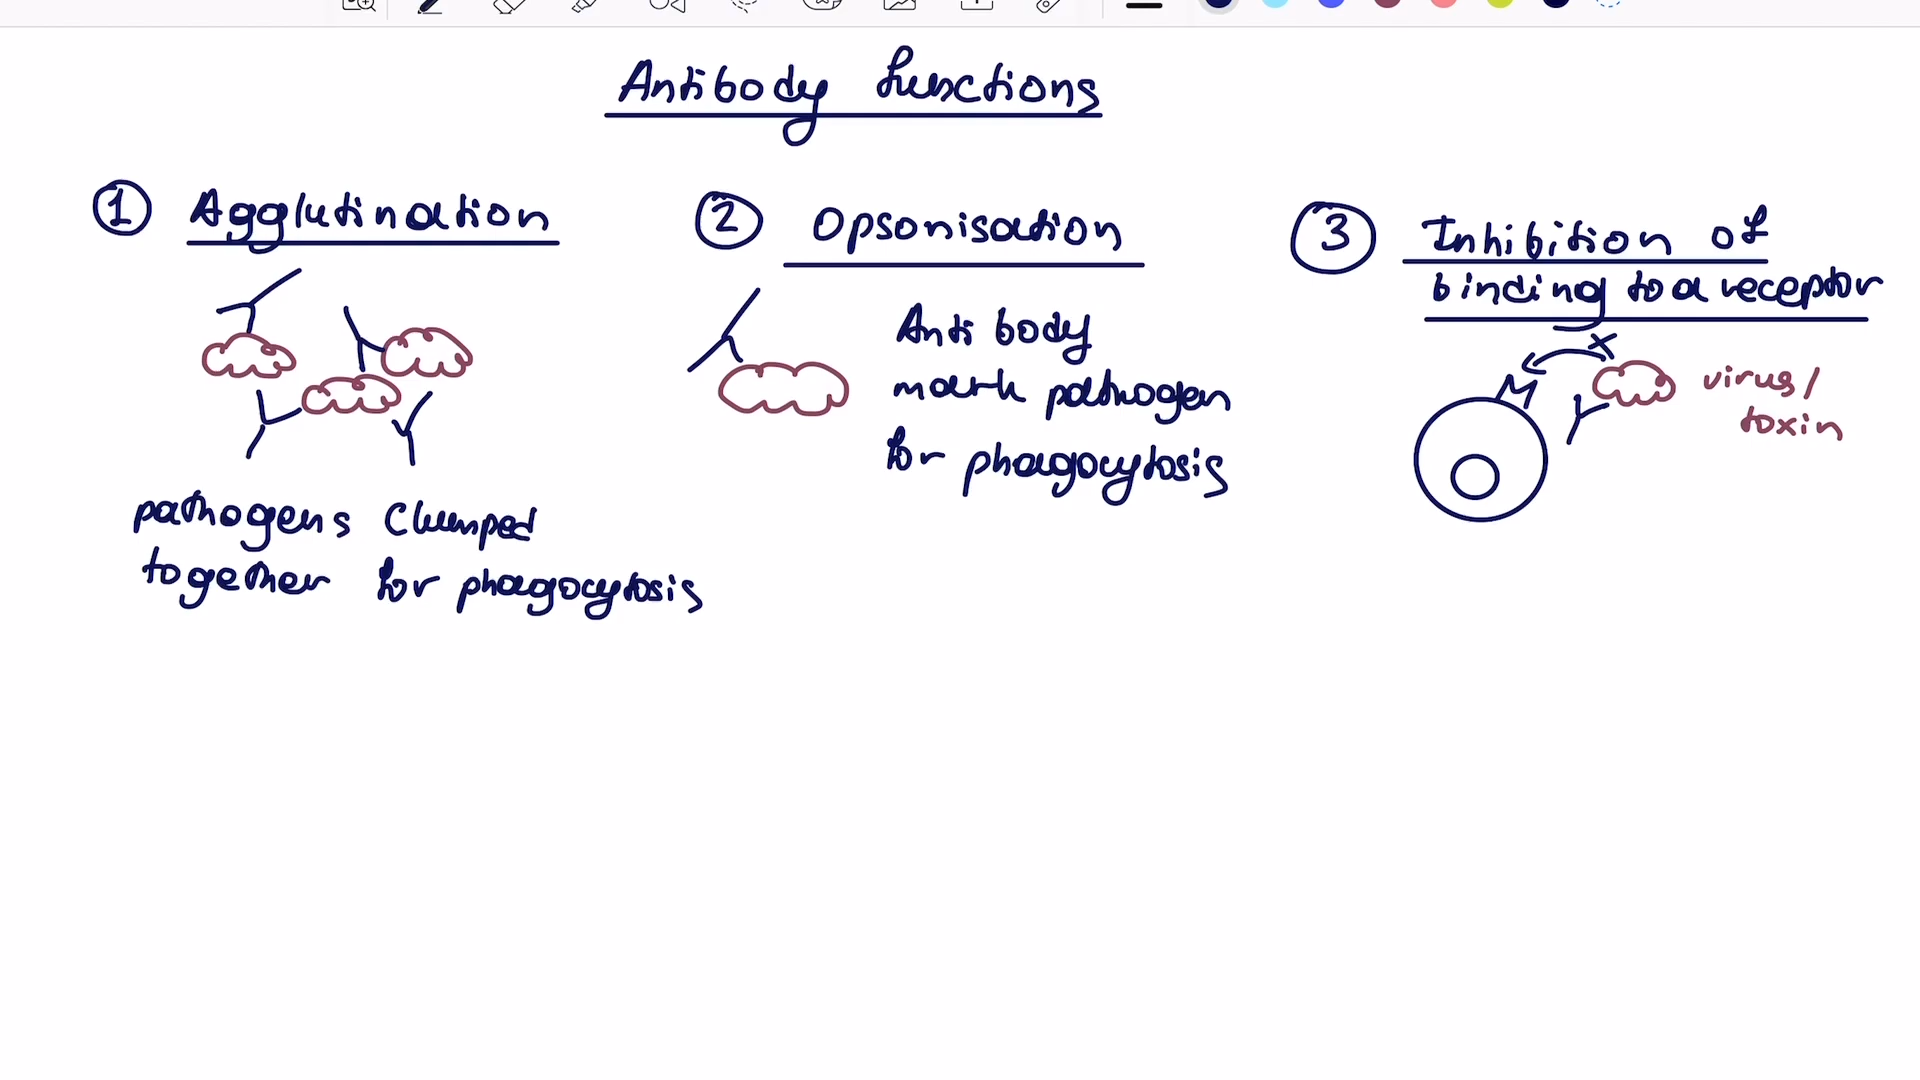 Antibody functions
① Agglutination
pathogens clumped
together for phagocytosis
② Opsonisation
Antibody
mark pathogen
for phagocytosis
③ Inhibition of
binding to a receptor
virus/
toxin